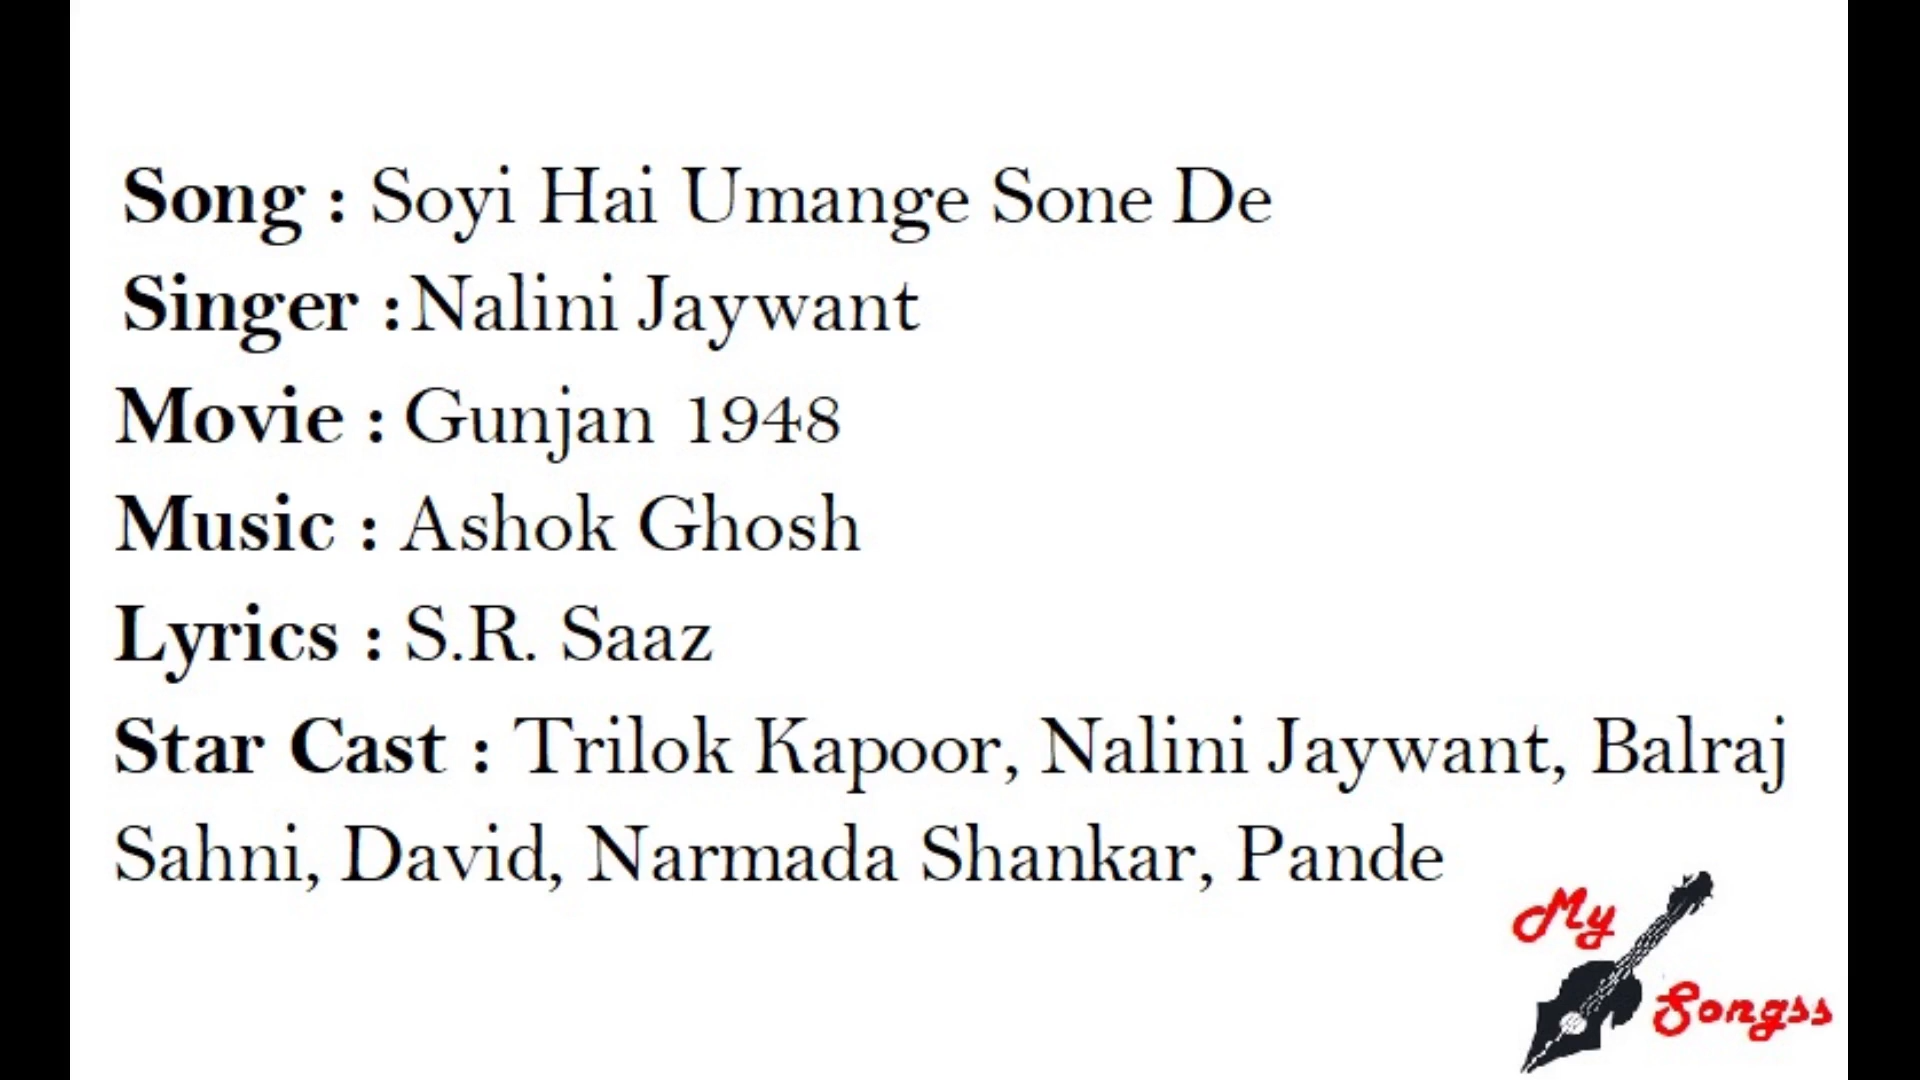 Song : Soyi Hai Umange Sone De
Singer :Nalini Jaywant
Movie : Gunjan 1948
Music : Ashok Ghosh
Lyrics : S.R. Saaz
Star Cast : Trilok Kapoor, Nalini Jaywant, Balraj
Sahni, David, Narmada Shankar, Pande
My
Songss